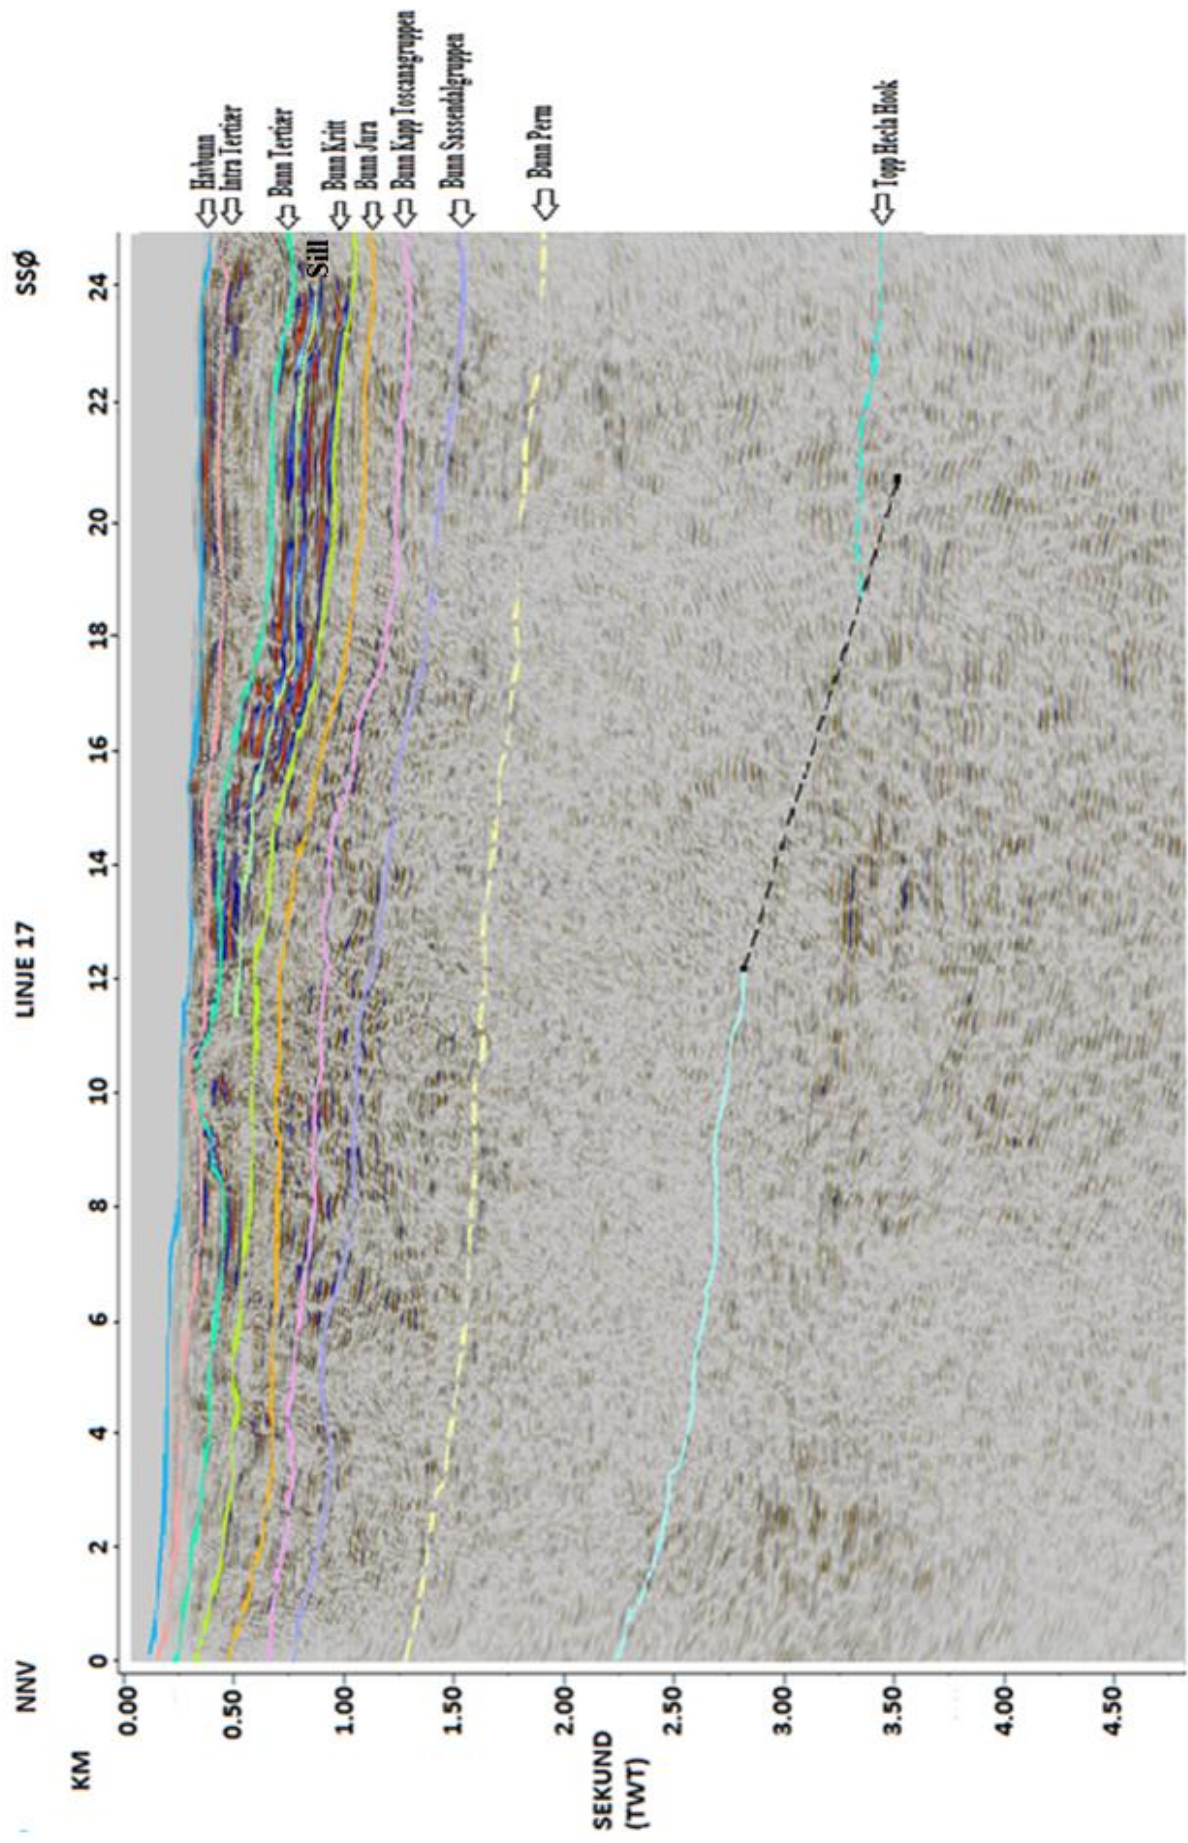 LINJE 17
NNV
SSØ
KM
0 2 4 6 8 10 12 14 16 18 20 22 24
SEKUND
(TWT)
0.00
0.50
1.00
1.50
2.00
2.50
3.00
3.50
4.00
4.50
Havbunn
Intra Tertiær
Bunn Tertiær
Sill
Bunn Kritt
Bunn Jura
Bunn Kapp Toscanagruppen
Bunn Sassendalgruppen
Bunn Perm
Topp Hecla Hook